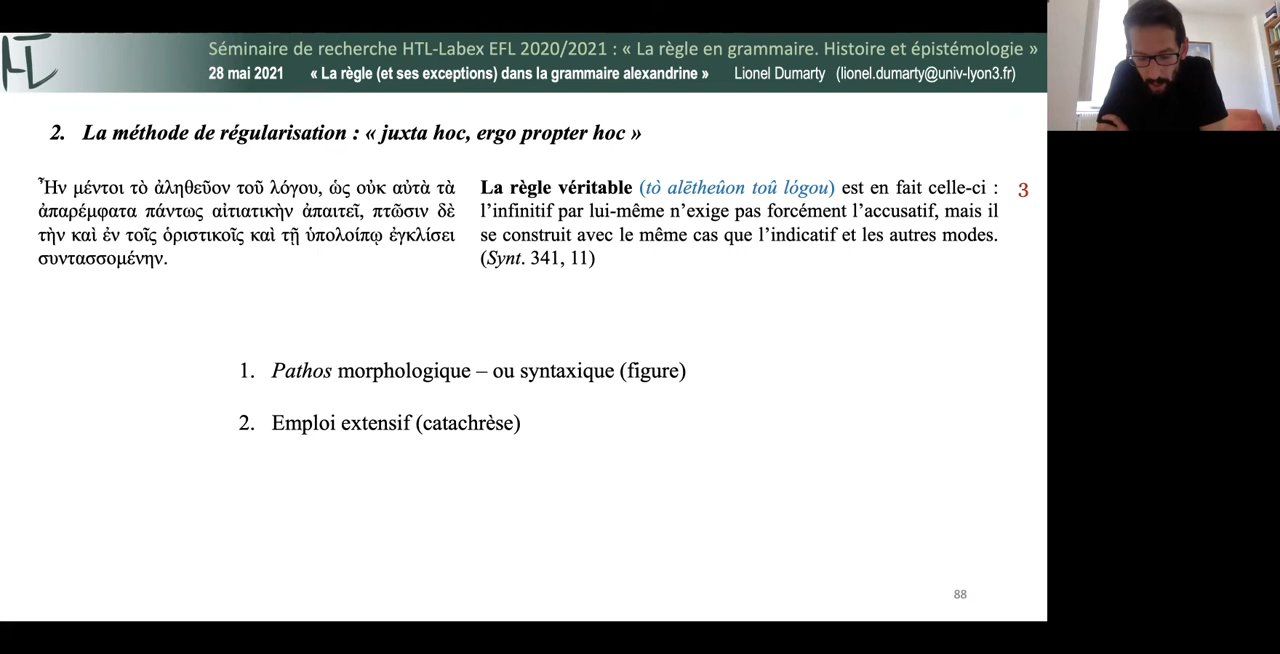 HTL
Séminaire de recherche HTL-Labex EFL 2020/2021 : « La règle en grammaire. Histoire et épistémologie »
28 mai 2021 « La règle (et ses exceptions) dans la grammaire alexandrine » Lionel Dumarty (lionel.dumarty@univ-lyon3.fr)
2. La méthode de régularisation : « juxta hoc, ergo propter hoc »
Ἦν μέντοι τὸ ἀληθεῦον τοῦ λόγου, ὡς οὐκ αὐτὰ τὰ
ἀπαρέμφατα πάντως αἰτιατικὴν ἀπαιτεῖ, πτῶσιν δὲ
τὴν καὶ ἐν τοῖς ὁριστικοῖς καὶ τῇ ὑπολοίπῳ ἐγκλίσει
συντασσομένην.
La règle véritable (tò alētheûon toû lógou) est en fait celle-ci : 3
l’infinitif par lui-même n’exige pas forcément l’accusatif, mais il
se construit avec le même cas que l’indicatif et les autres modes.
(Synt. 341, 11)
1. Pathos morphologique – ou syntaxique (figure)
2. Emploi extensif (catachrèse)
88